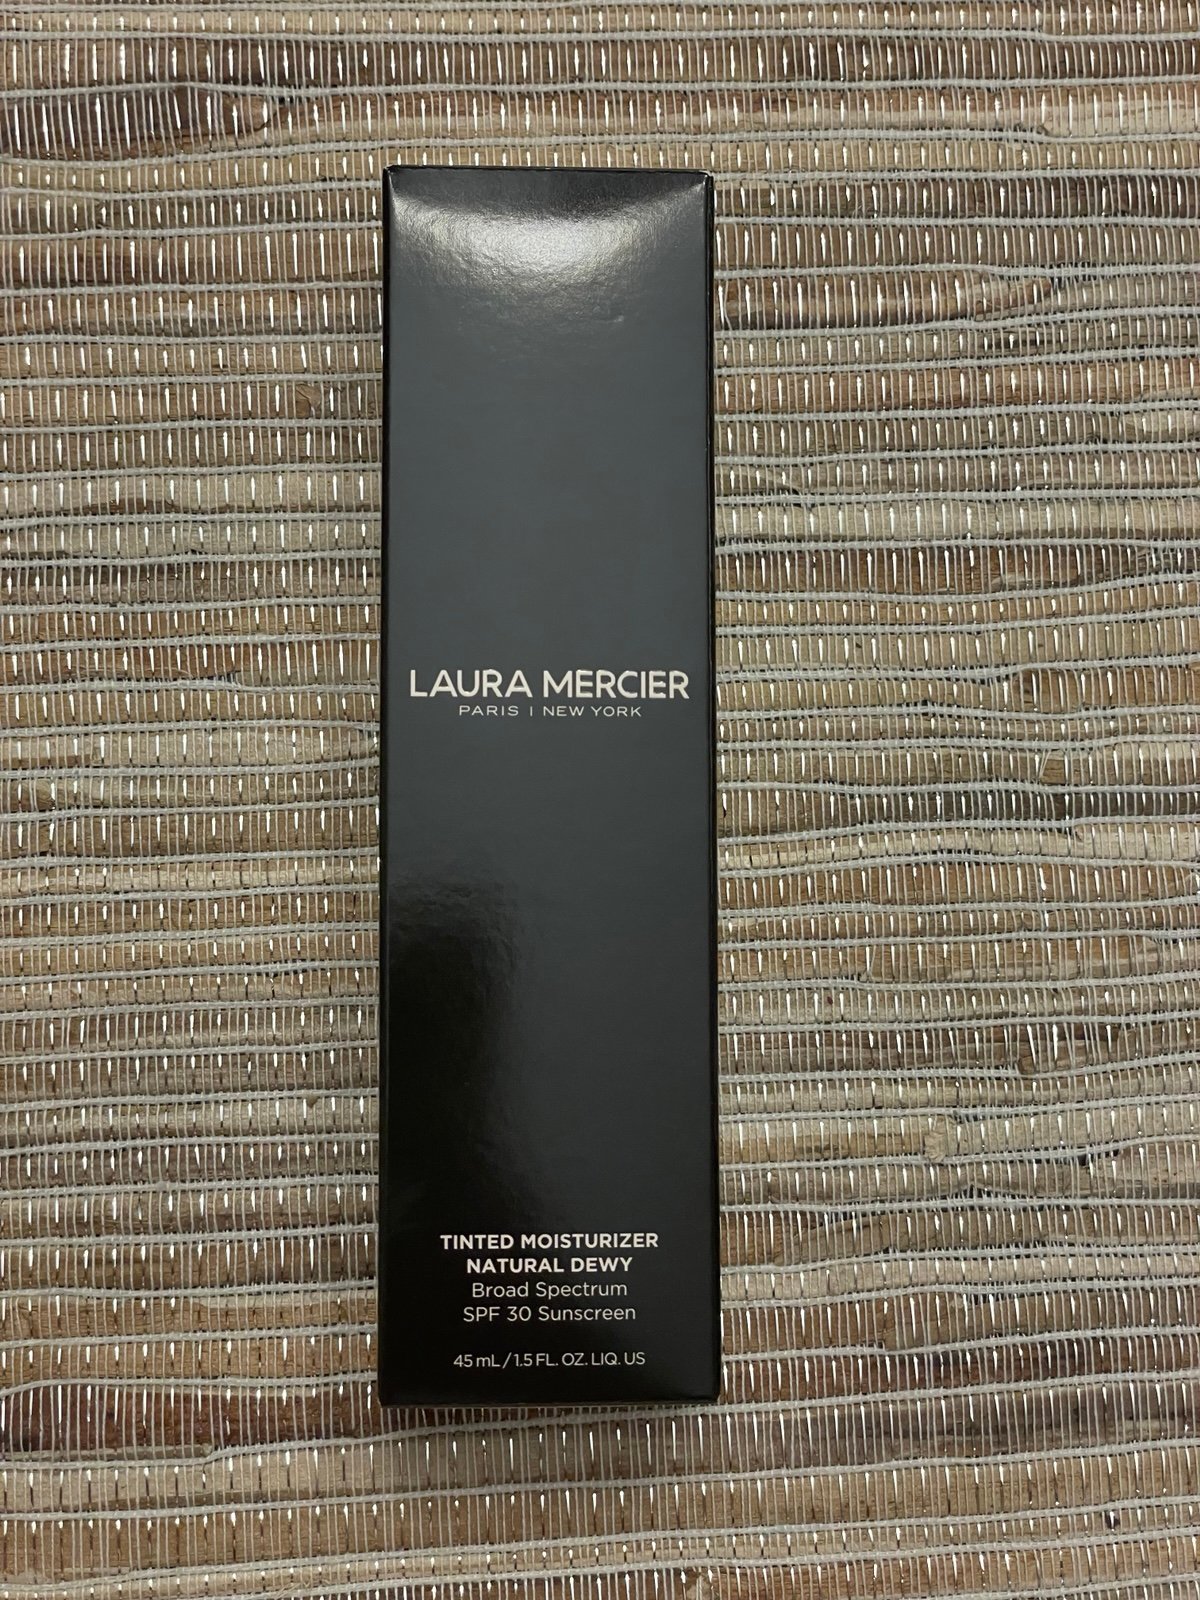 LAURA MERCIER
PARIS | NEW YORK
TINTED MOISTURIZER
NATURAL DEWY
Broad Spectrum
SPF 30 Sunscreen
45 mL / 1.5 FL. OZ. LIQ. US